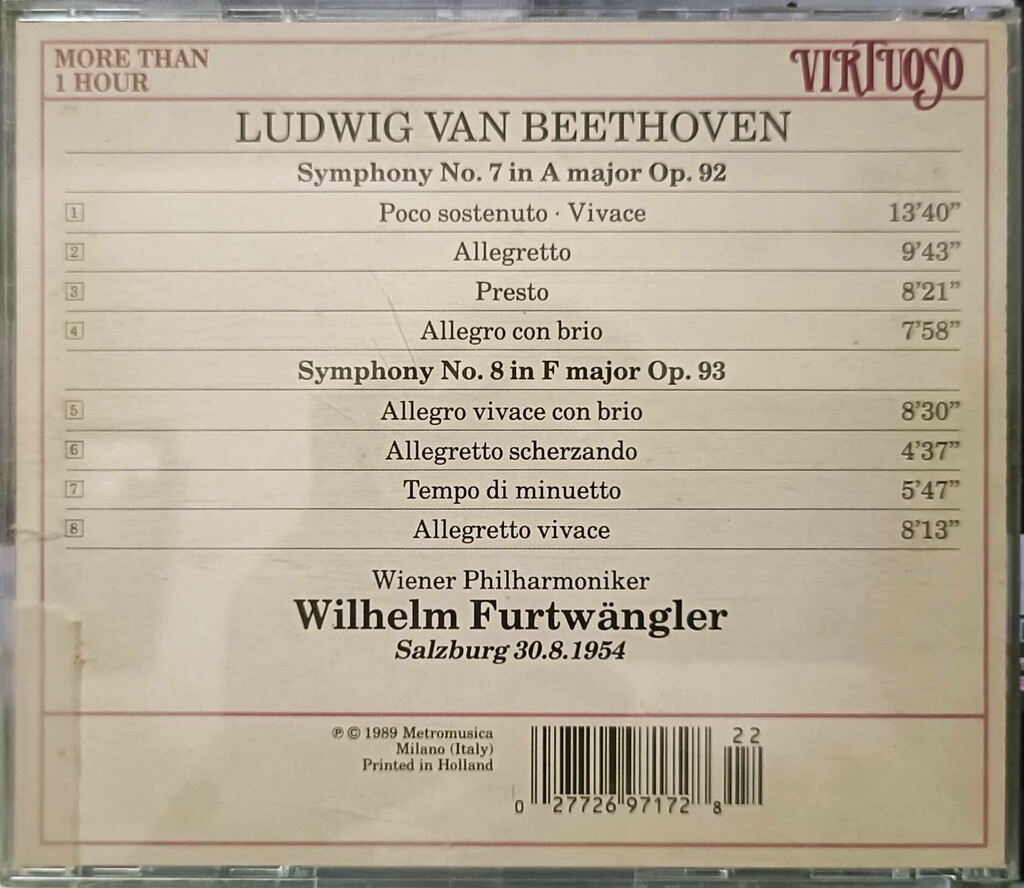 MORE THAN
1 HOUR
VIRTUOSO
LUDWIG VAN BEETHOVEN
Symphony No. 7 in A major Op. 92
1 Poco sostenuto · Vivace 13'40”
2 Allegretto 9'43”
3 Presto 8'21”
4 Allegro con brio 7'58”
Symphony No. 8 in F major Op. 93
5 Allegro vivace con brio 8'30”
6 Allegretto scherzando 4'37”
7 Tempo di minuetto 5'47”
8 Allegretto vivace 8'13”
Wiener Philharmoniker
Wilhelm Furtwängler
Salzburg 30.8.1954
℗ © 1989 Metromusica
Milano (Italy)
Printed in Holland
22
0 27726 97172 8